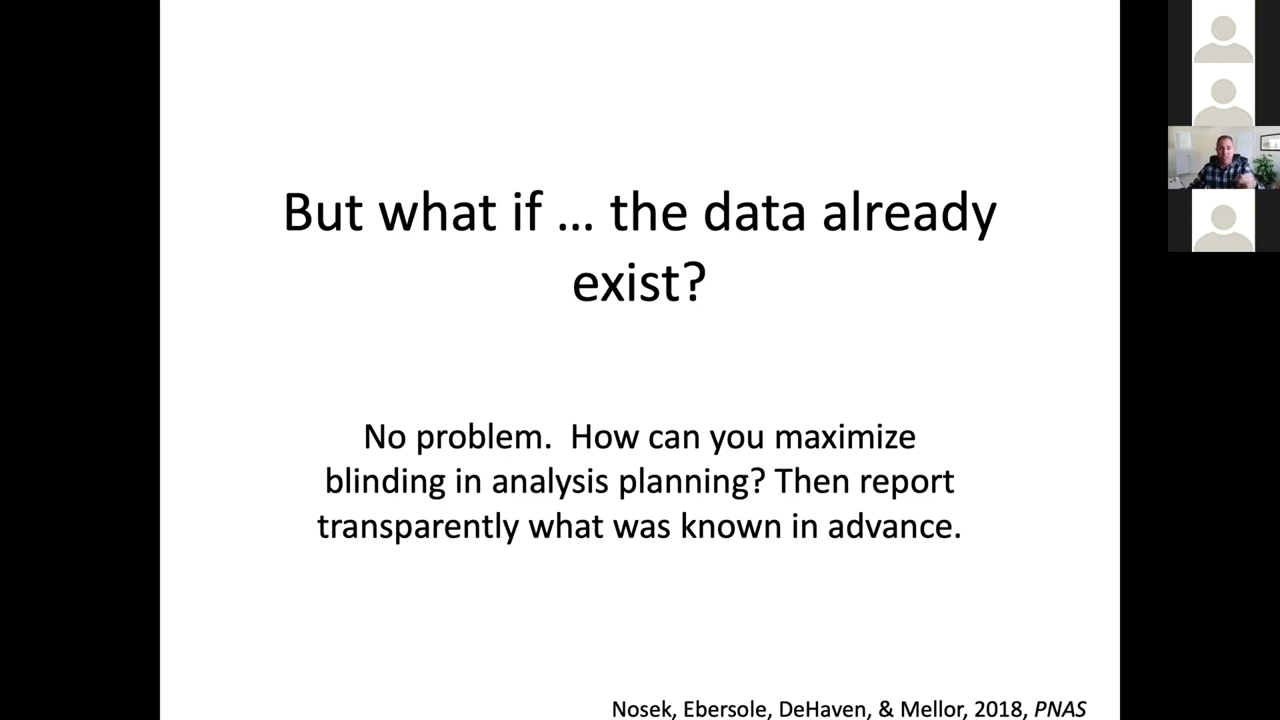 But what if … the data already
exist?
No problem.  How can you maximize
blinding in analysis planning? Then report
transparently what was known in advance.
Nosek, Ebersole, DeHaven, & Mellor, 2018, PNAS